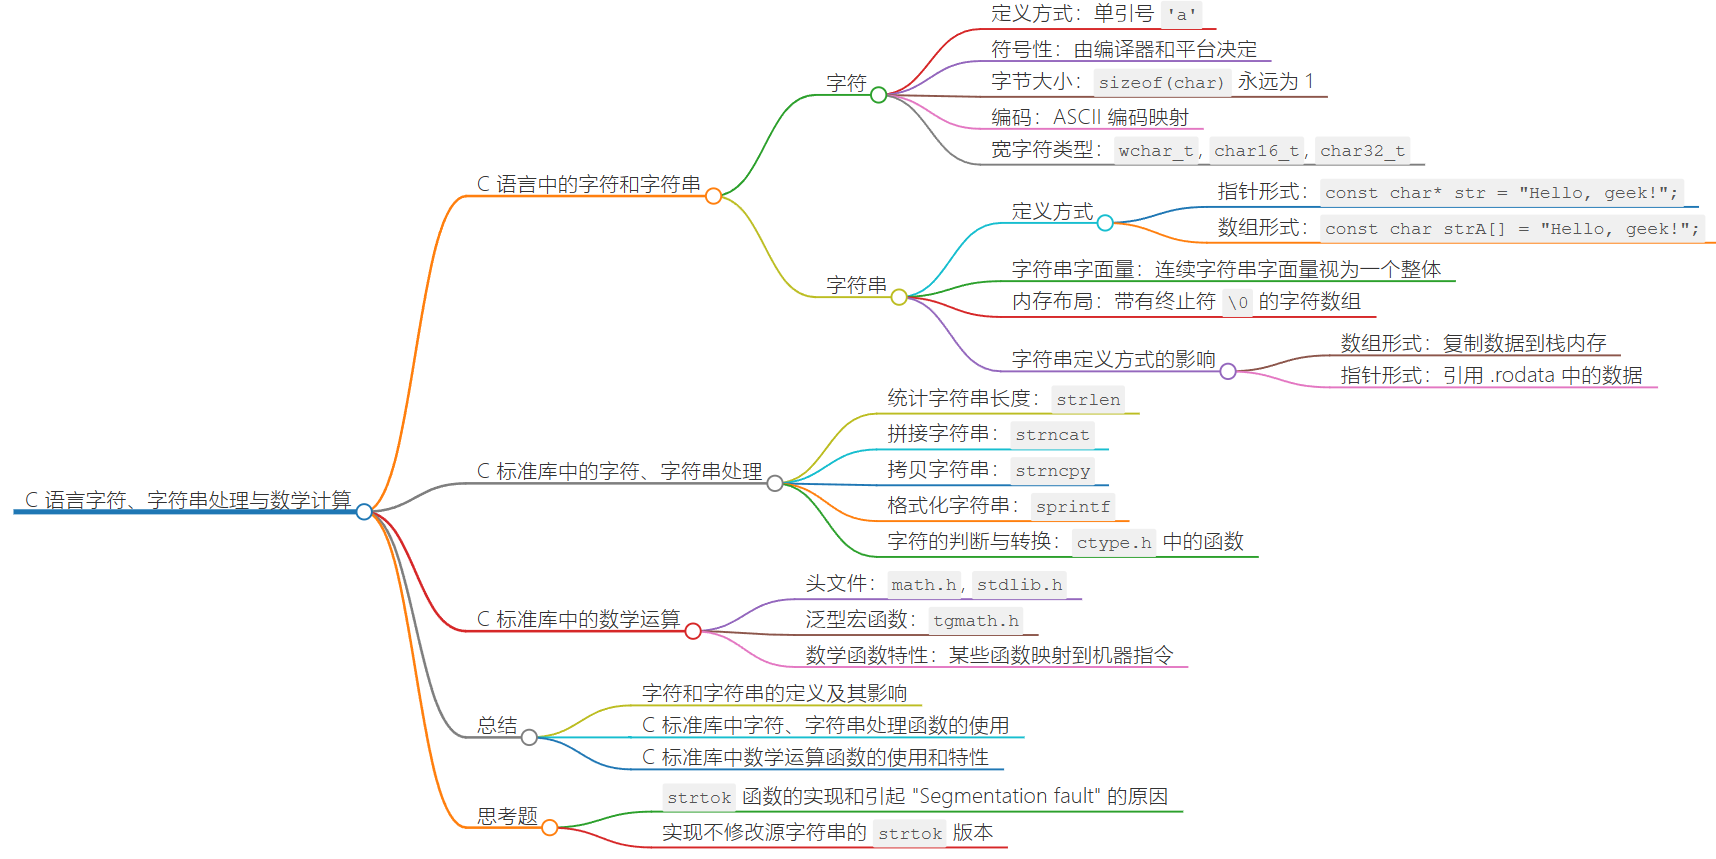 C 语言字符、字符串处理与数学计算
C 语言中的字符和字符串
字符
定义方式：单引号 'a'
符号性：由编译器和平台决定
字节大小：sizeof(char) 永远为 1
编码：ASCII 编码映射
宽字符类型：wchar_t, char16_t, char32_t
字符串
定义方式
指针形式：const char* str = "Hello, geek!";
数组形式：const char strA[] = "Hello, geek!";
字符串字面量：连续字符串字面量视为一个整体
内存布局：带有终止符 \0 的字符数组
字符串定义方式的影响
数组形式：复制数据到栈内存
指针形式：引用 .rodata 中的数据
C 标准库中的字符、字符串处理
统计字符串长度：strlen
拼接字符串：strncat
拷贝字符串：strncpy
格式化字符串：sprintf
字符的判断与转换：ctype.h 中的函数
C 标准库中的数学运算
头文件：math.h, stdlib.h
泛型宏函数：tgmath.h
数学函数特性：某些函数映射到机器指令
总结
字符和字符串的定义及其影响
C 标准库中字符、字符串处理函数的使用
C 标准库中数学运算函数的使用和特性
思考题
strtok 函数的实现和引起 "Segmentation fault" 的原因
实现不修改源字符串的 strtok 版本